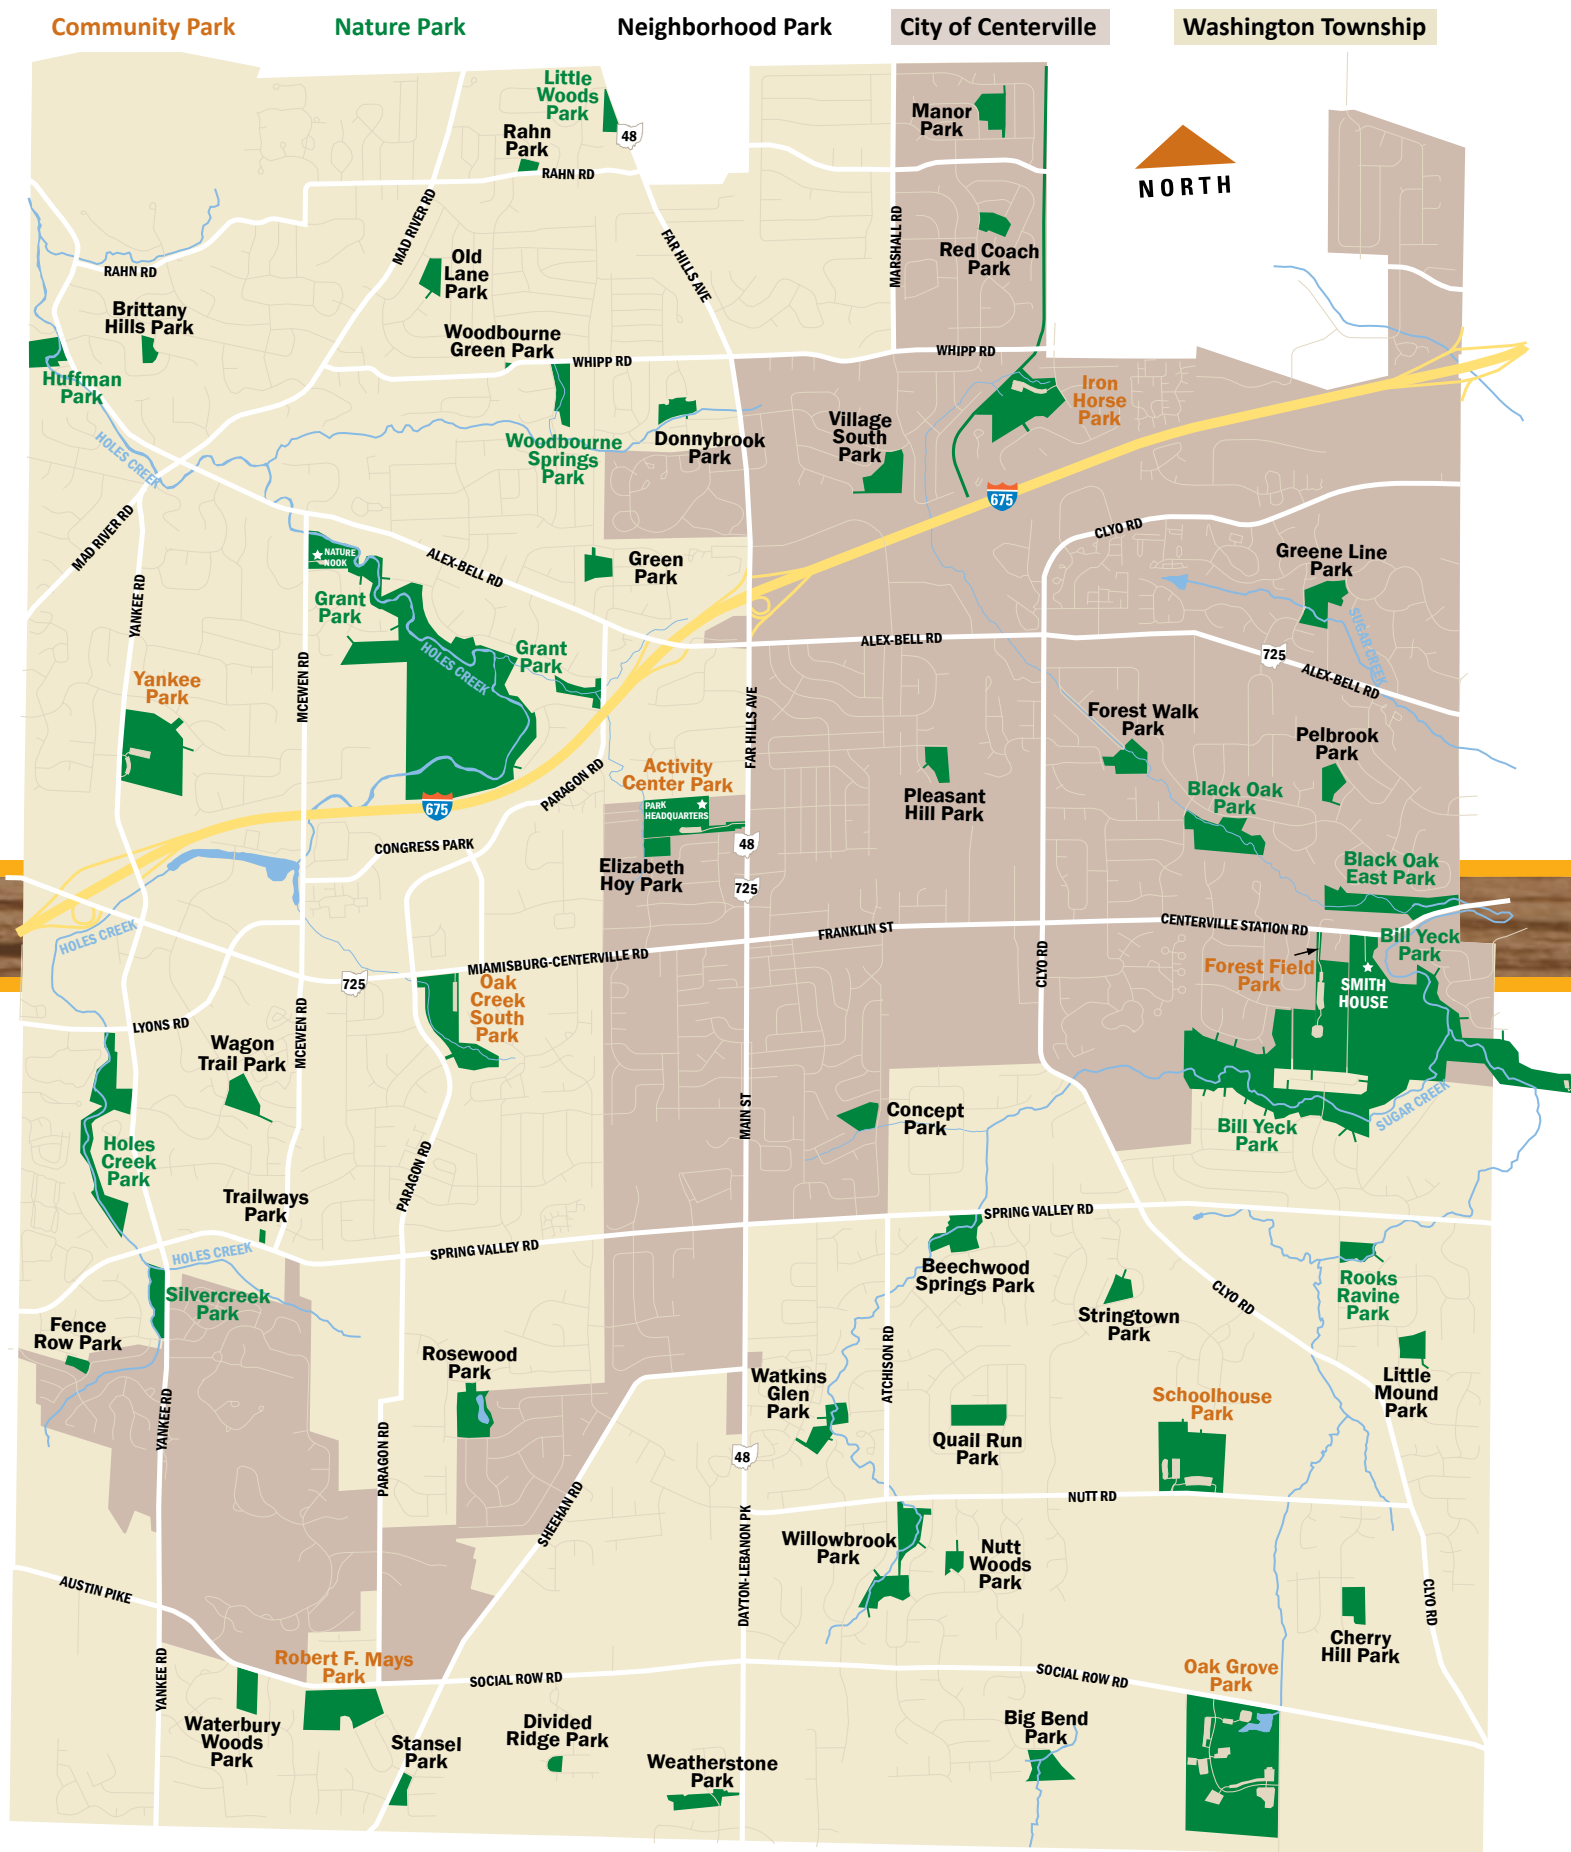 Community Park
Nature Park
Neighborhood Park
City of Centerville
Washington Township
Little
Woods
Park
48
Rahn
Park
RAHN RD
Manor
Park
NORTH
MAD RIVER RD
FAR HILLS AVE
MARSHALL RD
Red Coach
Park
RAHN RD
Old
Lane
Park
Brittany
Hills Park
Woodbourne
Green Park
WHIPP RD
WHIPP RD
Huffman
Park
Iron
Horse
Park
Village
South
Park
Woodbourne
Springs
Park
Donnybrook
Park
HOLES CREEK
675
MAD RIVER RD
CLYO RD
NATURE
NOOK
ALEX-BELL RD
Green
Park
Greene Line
Park
YANKEE RD
Grant
Park
SUGAR CREEK
ALEX-BELL RD
725
ALEX-BELL RD
Grant
Park
HOLES CREEK
MCEWEN RD
Yankee
Park
FAR HILLS AVE
Forest Walk
Park
Pelbrook
Park
Activity
Center Park
PARAGON RD
PARK
HEADQUARTERS
675
Pleasant
Hill Park
Black Oak
Park
CONGRESS PARK
48
Elizabeth
Hoy Park
725
Black Oak
East Park
HOLES CREEK
FRANKLIN ST
CENTERVILLE STATION RD
Bill Yeck
Park
MIAMISBURG-CENTERVILLE RD
CLYO RD
Forest Field
Park
SMITH
HOUSE
725
Oak
Creek
South
Park
LYONS RD
MCEWEN RD
Wagon
Trail Park
Concept
Park
MAIN ST
SUGAR CREEK
Bill Yeck
Park
Holes
Creek
Park
PARAGON RD
Trailways
Park
SPRING VALLEY RD
HOLES CREEK
SPRING VALLEY RD
Beechwood
Springs Park
Silvercreek
Park
Rooks
Ravine
Park
CLYO RD
Stringtown
Park
Fence
Row Park
Rosewood
Park
ATCHISON RD
Watkins
Glen
Park
Little
Mound
Park
Schoolhouse
Park
YANKEE RD
PARAGON RD
Quail Run
Park
48
NUTT RD
SHEEHAN RD
DAYTON-LEBANON PK
Willowbrook
Park
Nutt
Woods
Park
AUSTIN PIKE
CLYO RD
Cherry
Hill Park
Robert F. Mays
Park
YANKEE RD
SOCIAL ROW RD
SOCIAL ROW RD
Oak Grove
Park
Waterbury
Woods
Park
Stansel
Park
Divided
Ridge Park
Big Bend
Park
Weatherstone
Park